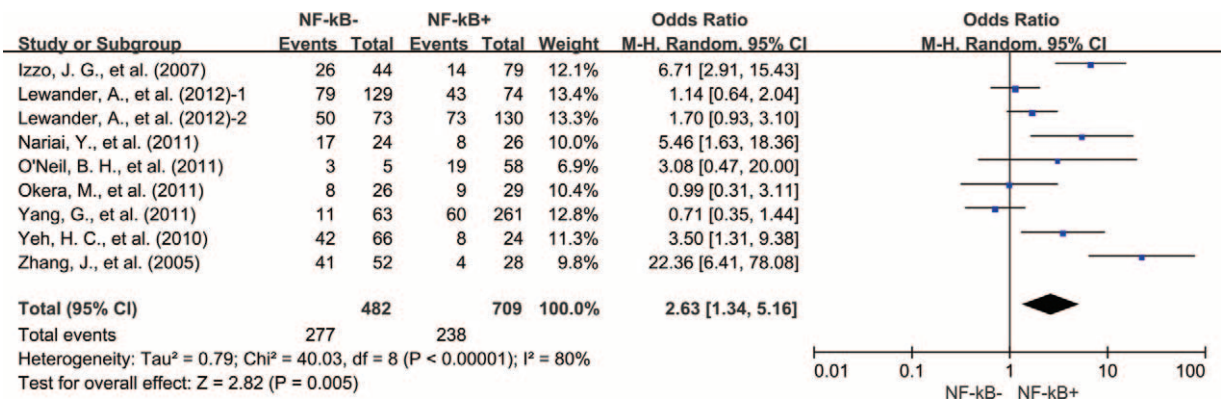 NF-kB- NF-kB+ Odds Ratio Odds Ratio
Study or Subgroup Events Total Events Total Weight M-H. Random. 95% CI M-H. Random. 95% CI
Izzo, J. G., et al. (2007) 26 44 14 79 12.1% 6.71 [2.91, 15.43]
Lewander, A., et al. (2012)-1 79 129 43 74 13.4% 1.14 [0.64, 2.04]
Lewander, A., et al. (2012)-2 50 73 73 130 13.3% 1.70 [0.93, 3.10]
Nariai, Y., et al. (2011) 17 24 8 26 10.0% 5.46 [1.63, 18.36]
O'Neil, B. H., et al. (2011) 3 5 19 58 6.9% 3.08 [0.47, 20.00]
Okera, M., et al. (2011) 8 26 9 29 10.4% 0.99 [0.31, 3.11]
Yang, G., et al. (2011) 11 63 60 261 12.8% 0.71 [0.35, 1.44]
Yeh, H. C., et al. (2010) 42 66 8 24 11.3% 3.50 [1.31, 9.38]
Zhang, J., et al. (2005) 41 52 4 28 9.8% 22.36 [6.41, 78.08]
Total (95% CI) 482 709 100.0% 2.63 [1.34, 5.16]
Total events 277 238
Heterogeneity: Tau² = 0.79; Chi² = 40.03, df = 8 (P < 0.00001); I² = 80%
Test for overall effect: Z = 2.82 (P = 0.005)
0.01 0.1 1 10 100
NF-kB- NF-kB+